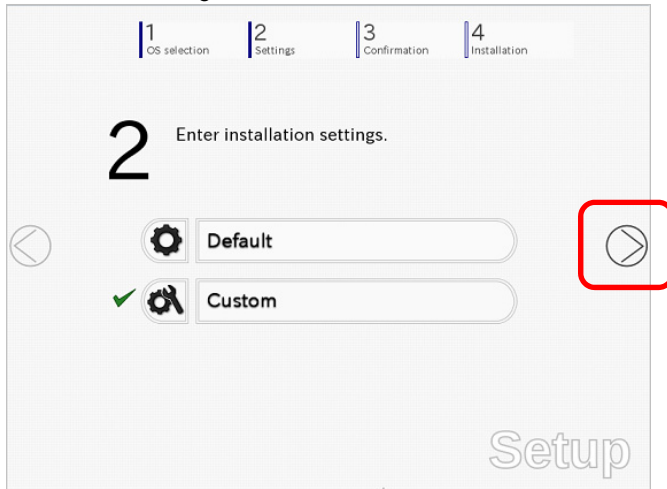 1
OS selection
2
Settings
3
Confirmation
4
Installation
2
Enter installation settings.
Default
Custom
Setup